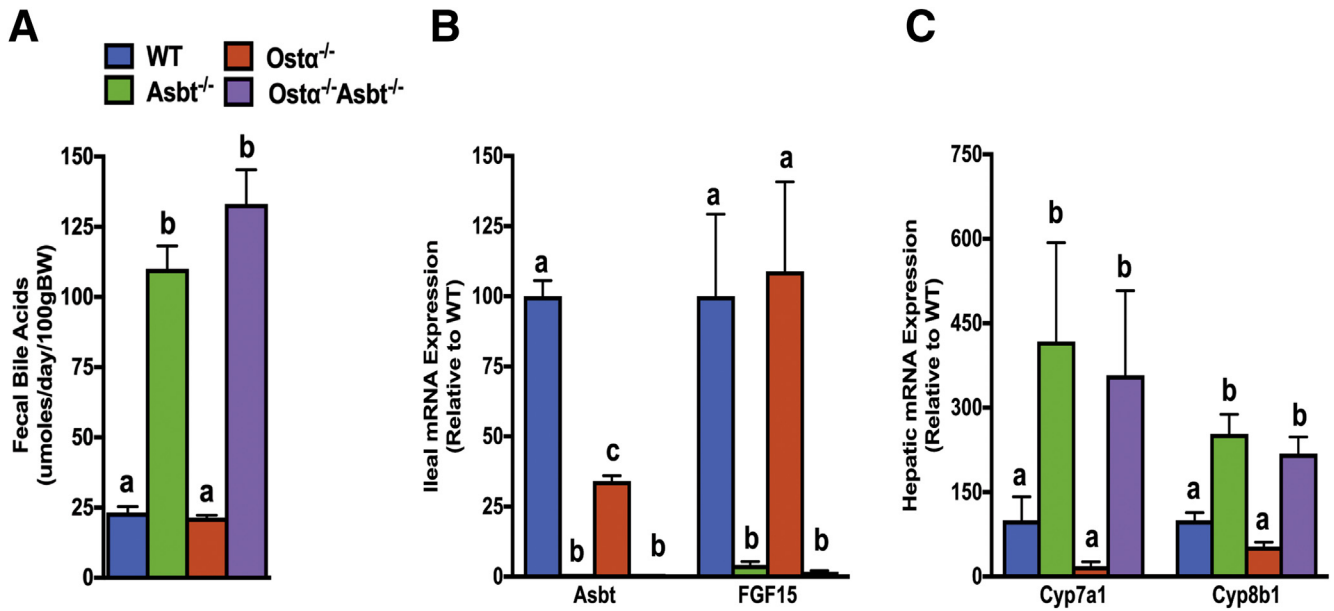 A
WT
Ostα-/-
Asbt-/-
Ostα-/-Asbt-/-
Fecal Bile Acids
(umoles/day/100gBW)
150
125
100
75
50
25
0
a
b
a
b
B
Ileal mRNA Expression
(Relative to WT)
150
125
100
75
50
25
0
a
b
c
b
a
b
a
b
Asbt
FGF15
C
Hepatic mRNA Expression
(Relative to WT)
750
600
450
300
150
0
a
b
a
b
a
b
a
b
Cyp7a1
Cyp8b1